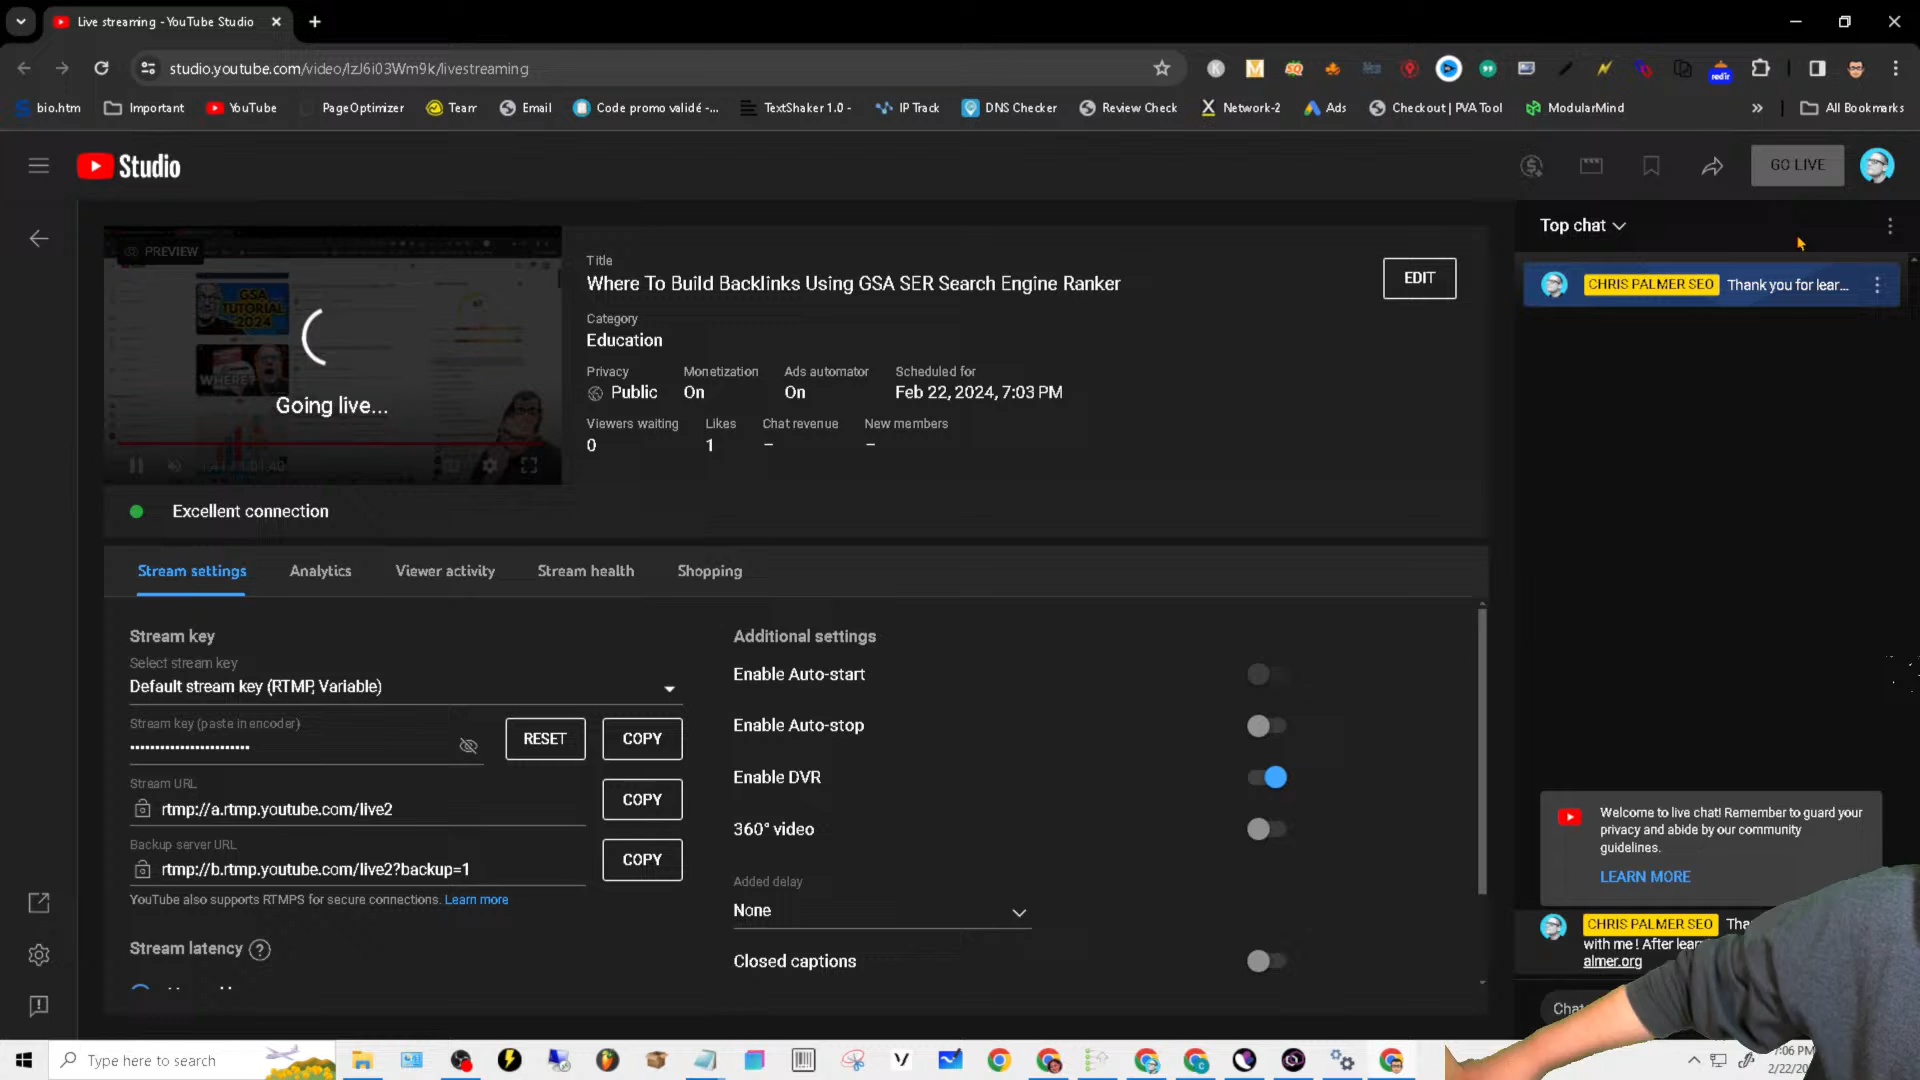 Live streaming - YouTube Studio
studio.youtube.com/video/IzJ6i03Wm9k/livestreaming
bio.htm
Important
YouTube
PageOptimizer
Team
Email
Code promo validé -...
TextShaker 1.0 -
IP Track
DNS Checker
Review Check
Network-2
Ads
Checkout | PVA Tool
ModularMind
»
All Bookmarks
Studio
GO LIVE
PREVIEW
GSA
TUTORIAL
2024
WHERE?
Going live...
Title
Where To Build Backlinks Using GSA SER Search Engine Ranker
EDIT
Category
Education
Privacy
Public
Monetization
On
Ads automator
On
Scheduled for
Feb 22, 2024, 7:03 PM
Viewers waiting
0
Likes
1
Chat revenue
–
New members
–
Excellent connection
Stream settings
Analytics
Viewer activity
Stream health
Shopping
Stream key
Select stream key
Default stream key (RTMP, Variable)
Stream key (paste in encoder)
RESET
COPY
Stream URL
rtmp://a.rtmp.youtube.com/live2
COPY
Backup server URL
rtmp://b.rtmp.youtube.com/live2?backup=1
COPY
YouTube also supports RTMPS for secure connections. Learn more
Stream latency
Additional settings
Enable Auto-start
Enable Auto-stop
Enable DVR
360° video
Added delay
None
Closed captions
Top chat
CHRIS PALMER SEO Thank you for lear...
Welcome to live chat! Remember to guard your
privacy and abide by our community
guidelines.
LEARN MORE
CHRIS PALMER SEO
with me ! After
almer.org
Type here to search
:06 PM
2/22/20